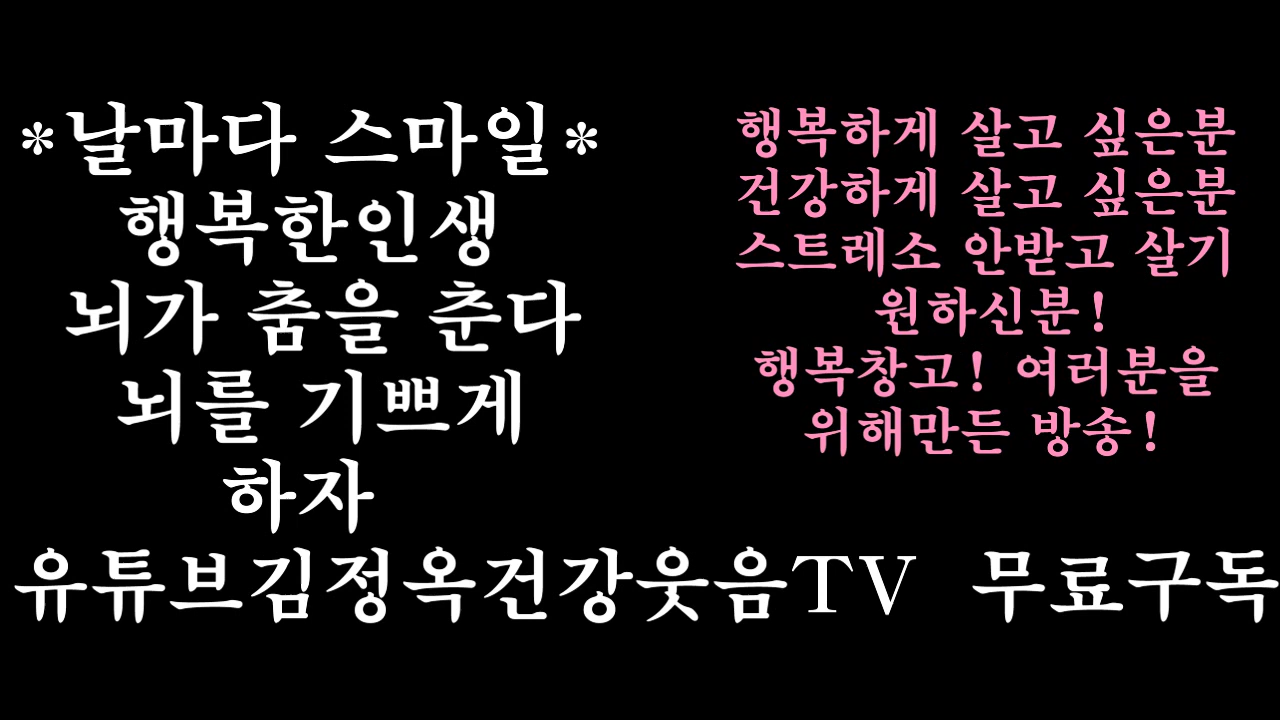 *날마다 스마일*
행복한인생
뇌가 춤을 춘다
뇌를 기쁘게
하자
행복하게 살고 싶은분
건강하게 살고 싶은분
스트레소 안받고 살기
원하신분!
행복창고! 여러분을
위해만든 방송!
유튜브김정옥건강웃음TV 무료구독